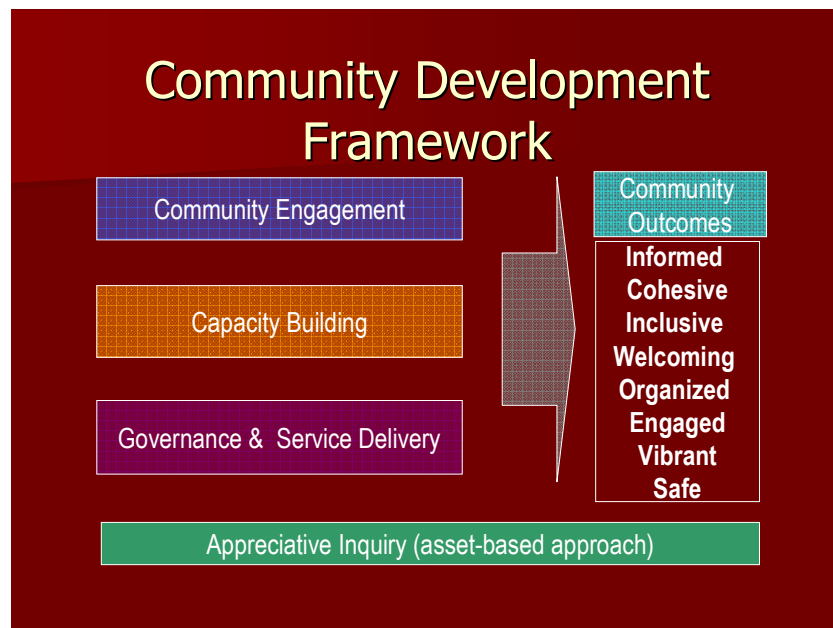 Community Development
Framework
Community Engagement
Capacity Building
Governance & Service Delivery
Community
Outcomes
Informed
Cohesive
Inclusive
Welcoming
Organized
Engaged
Vibrant
Safe
Appreciative Inquiry (asset-based approach)